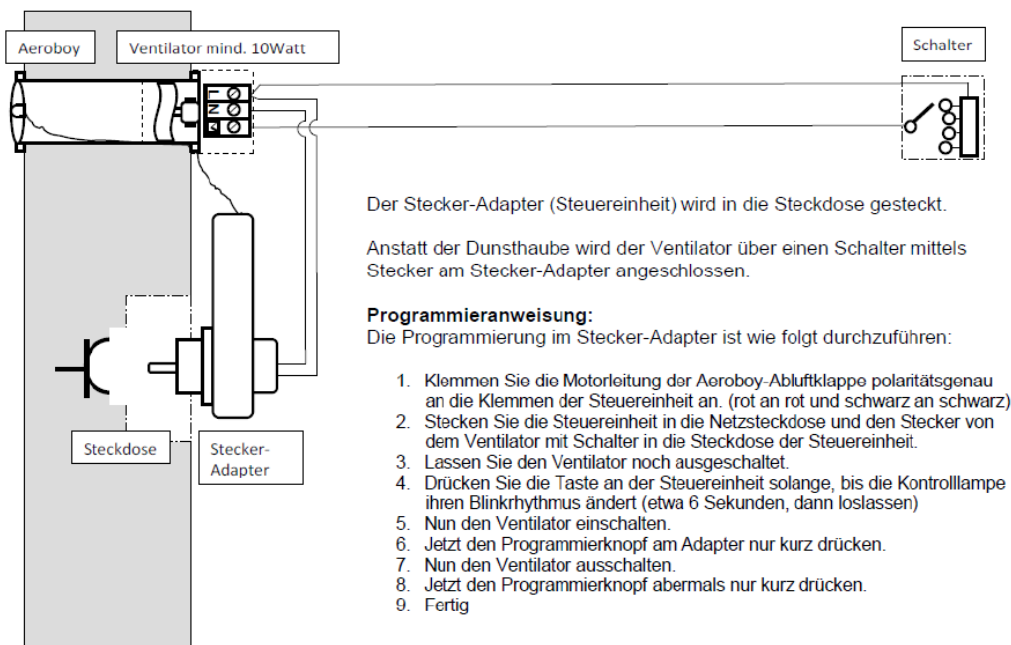 Aeroboy
Ventilator mind. 10Watt
Schalter
L
N
Der Stecker-Adapter (Steuereinheit) wird in die Steckdose gesteckt.
Anstatt der Dunsthaube wird der Ventilator über einen Schalter mittels
Stecker am Stecker-Adapter angeschlossen.
Programmieranweisung:
Die Programmierung im Stecker-Adapter ist wie folgt durchzuführen:
1. Klemmen Sie die Motorleitung der Aeroboy-Abluftklappe polaritätsgenau
an die Klemmen der Steuereinheit an. (rot an rot und schwarz an schwarz)
2. Stecken Sie die Steuereinheit in die Netzsteckdose und den Stecker von
dem Ventilator mit Schalter in die Steckdose der Steuereinheit.
3. Lassen Sie den Ventilator noch ausgeschaltet.
4. Drücken Sie die Taste an der Steuereinheit solange, bis die Kontrolllampe
ihren Blinkrhythmus ändert (etwa 6 Sekunden, dann loslassen)
5. Nun den Ventilator einschalten.
6. Jetzt den Programmierknopf am Adapter nur kurz drücken.
7. Nun den Ventilator ausschalten.
8. Jetzt den Programmierknopf abermals nur kurz drücken.
9. Fertig
Steckdose
Stecker-
Adapter